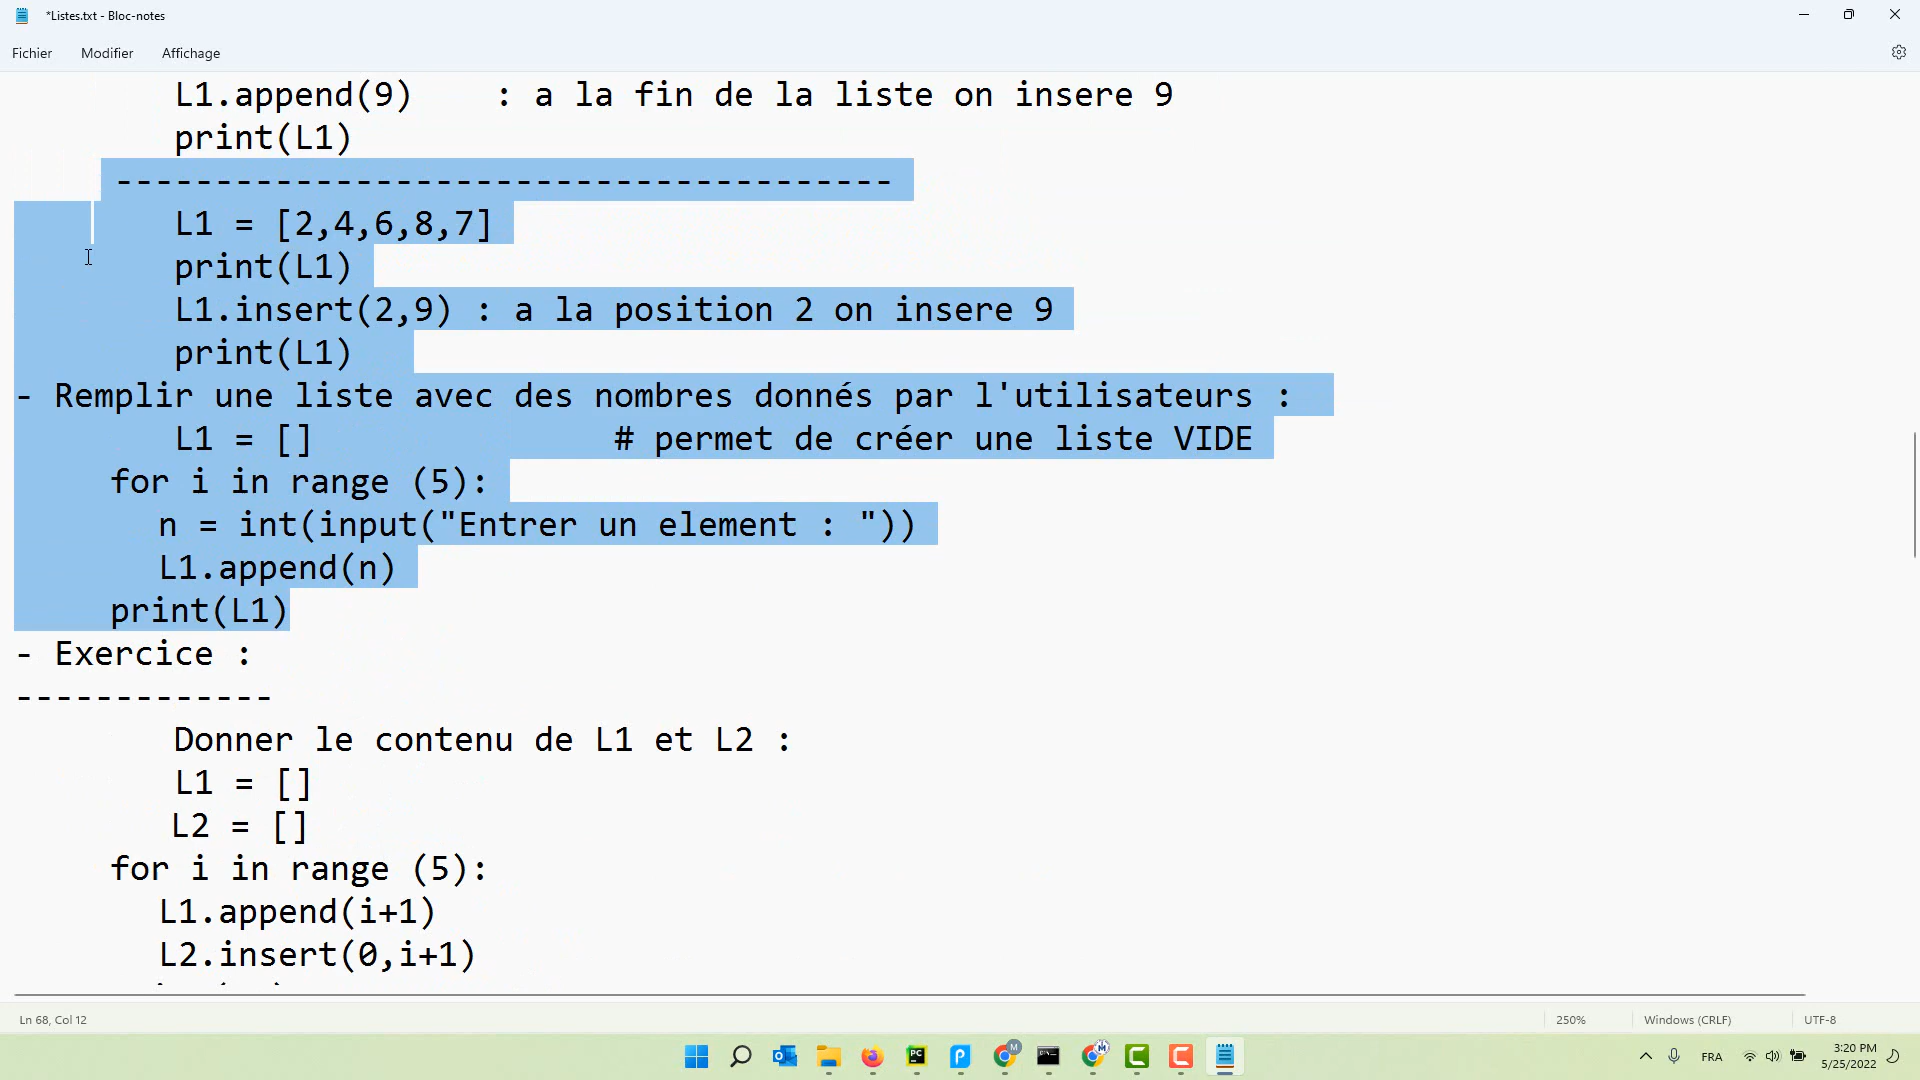 *Listes.txt - Bloc-notes
Fichier Modifier Affichage
L1.append(9) : a la fin de la liste on insere 9
print(L1)
---------------------------------------
L1 = [2,4,6,8,7]
print(L1)
L1.insert(2,9) : a la position 2 on insere 9
print(L1)
- Remplir une liste avec des nombres donnés par l'utilisateurs :
L1 = [] # permet de créer une liste VIDE
for i in range (5):
n = int(input("Entrer un element : "))
L1.append(n)
print(L1)
- Exercice :
-------------
Donner le contenu de L1 et L2 :
L1 = []
L2 = []
for i in range (5):
L1.append(i+1)
L2.insert(0,i+1)
Ln 68, Col 12 250% Windows (CRLF) UTF-8
FRA 3:20 PM
5/25/2022